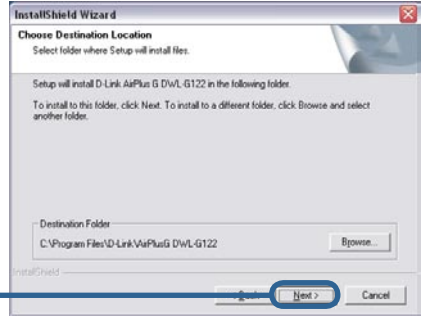 InstallShield Wizard
Choose Destination Location
Select folder where Setup will install files.
Setup will install D-Link AirPlus G DWL-G122 in the following folder.
To install to this folder, click Next. To install to a different folder, click Browse and select
another folder.
Destination Folder
C:\Program Files\D-Link\AirPlusG DWL-G122
Browse...
InstallShield
< Back
Next >
Cancel